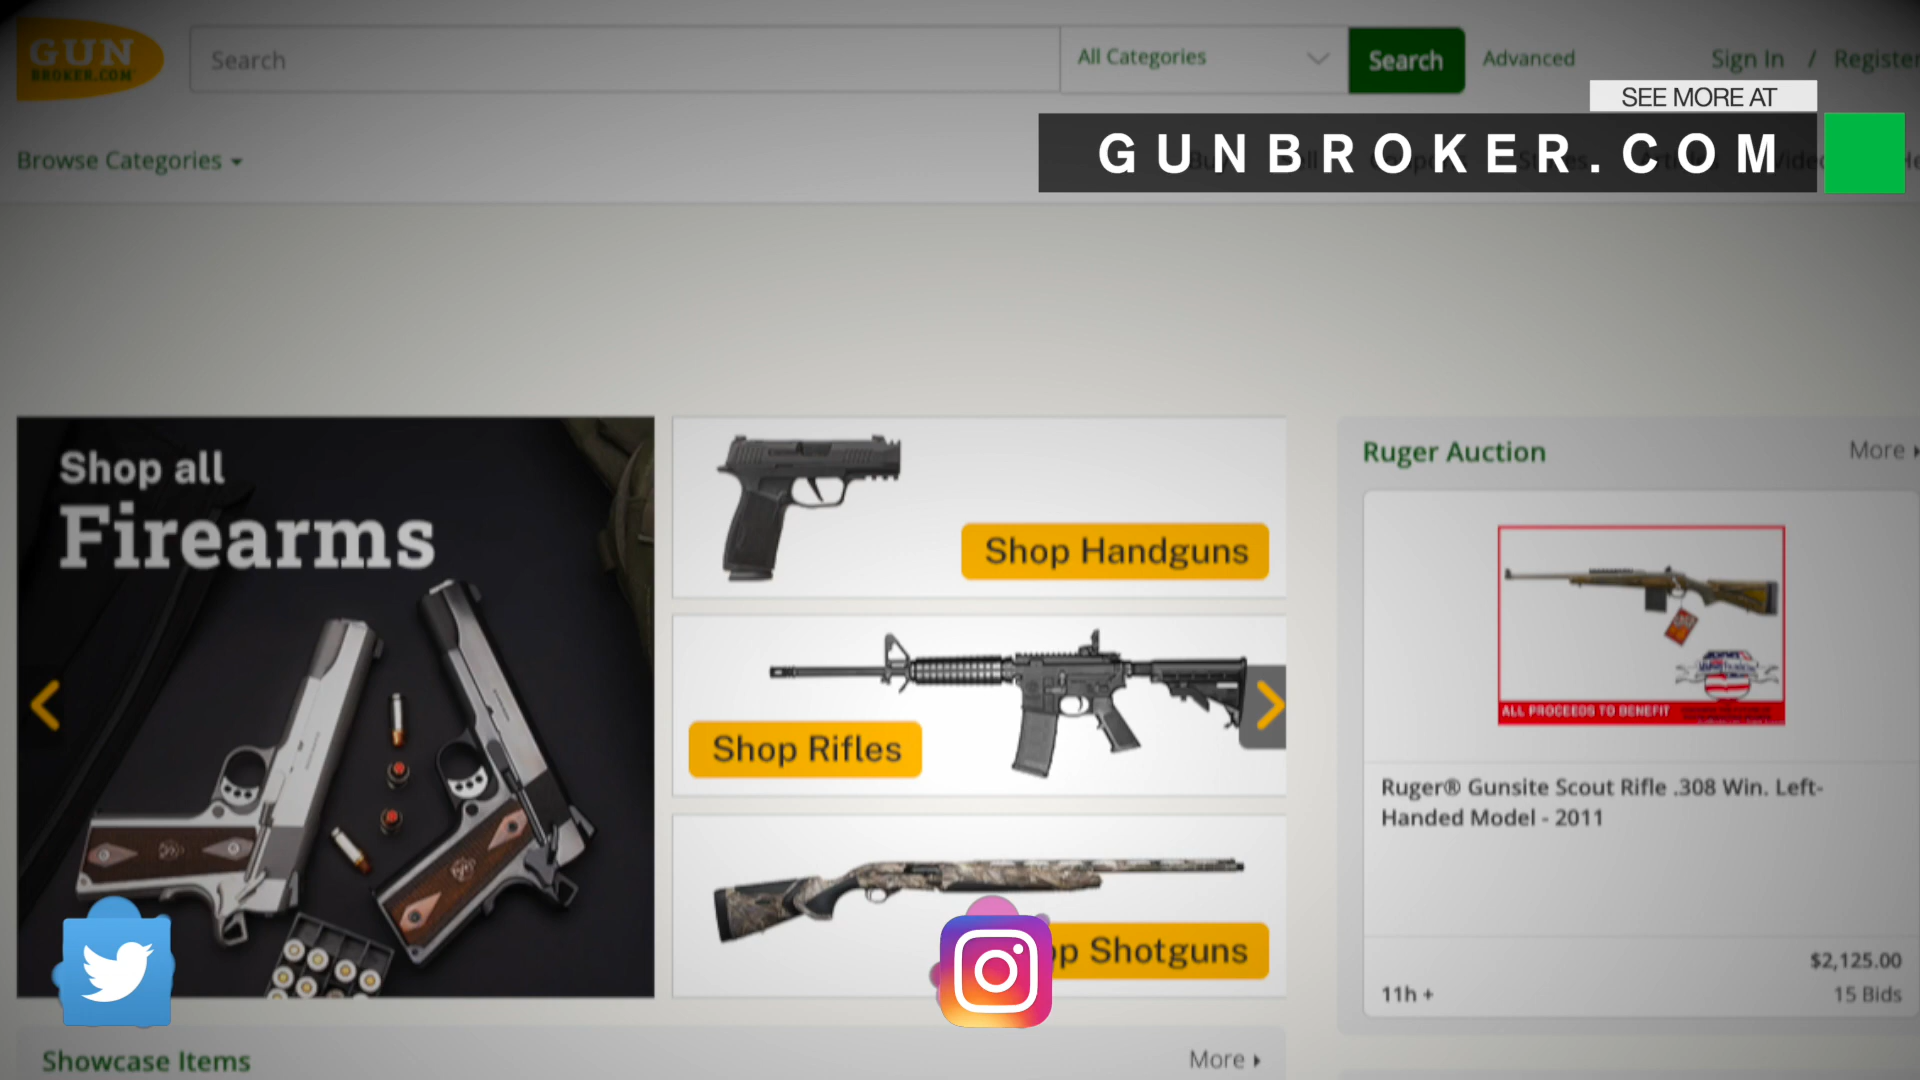 GUN
BROKER.COM
Search
All Categories
Search
Advanced
Sign In / Register
SEE MORE AT
GUNBROKER.COM
Browse Categories
Shop all
Firearms
Shop Handguns
Shop Rifles
op Shotguns
Ruger Auction
More
ALL PROCEEDS TO BENEFIT
Ruger® Gunsite Scout Rifle .308 Win. Left-
Handed Model - 2011
$2,125.00
11h +
15 Bids
Showcase Items
More